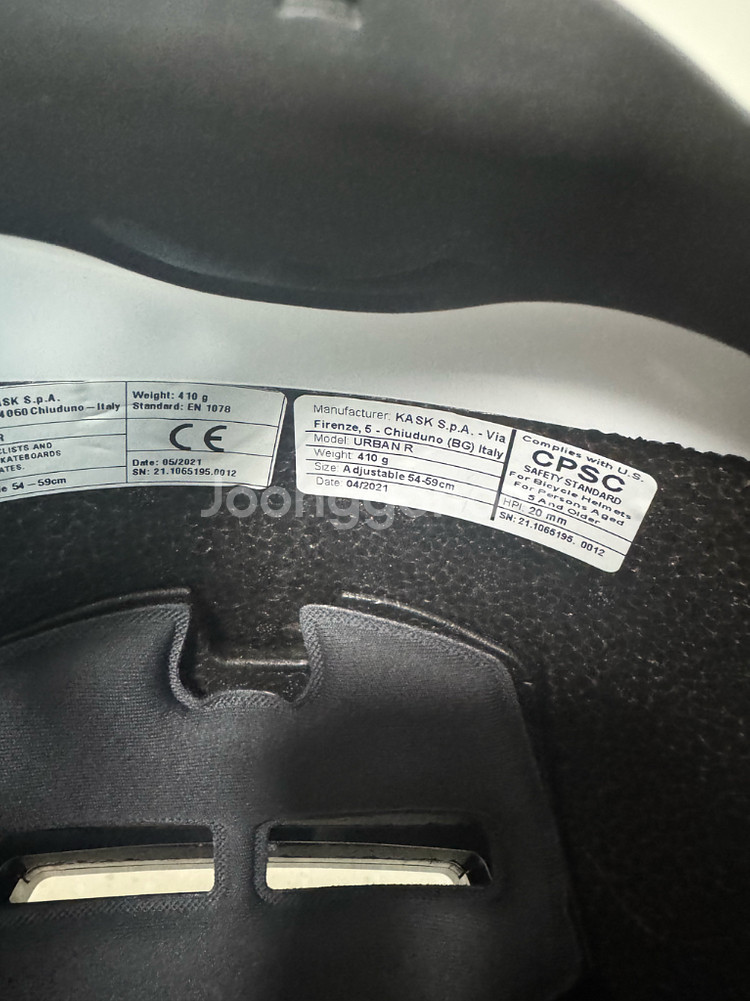 ASK S.p.A.
4060 Chiuduno – Italy
R
CLISTS AND
KATEBOARDS
ATES.
e 54 – 59cm
Weight: 410 g
Standard: EN 1078
CE
Date: 05/2021
SN: 21.1065195.0012
Manufacturer: KASK S.p.A. - Via
Firenze, 5 - Chiuduno (BG) Italy
Model: URBAN R
Weight: 410 g
Size: Adjustable 54-59cm
Date: 04/2021
Complies with U.S.
CPSC
SAFETY STANDARD
For Bicycle Helmets
For Persons Aged
5 And Older
HPI: 20 mm
SN: 21.1065195. 0012